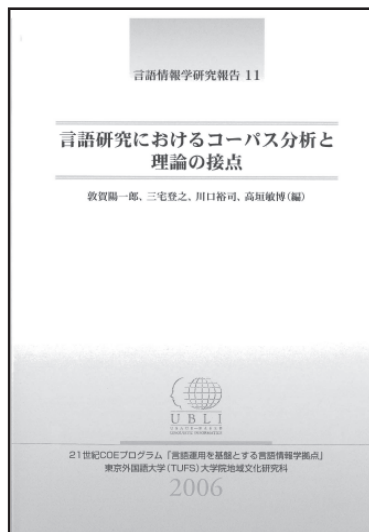 言語情報学研究報告 11
言語研究におけるコーパス分析と
理論の接点
敦賀陽一郎、三宅登之、川口裕司、高垣敏博(編)
UBLI
21世紀COEプログラム「言語運用を基盤とする言語情報学拠点」
東京外国語大学(TUFS)大学院地域文化研究科
2006